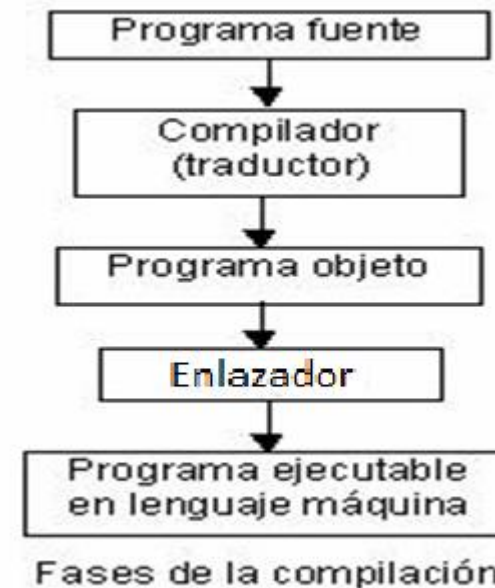 Programa fuente
Compilador
(traductor)
Programa objeto
Enlazador
Programa ejecutable
en lenguaje máquina
Fases de la compilación